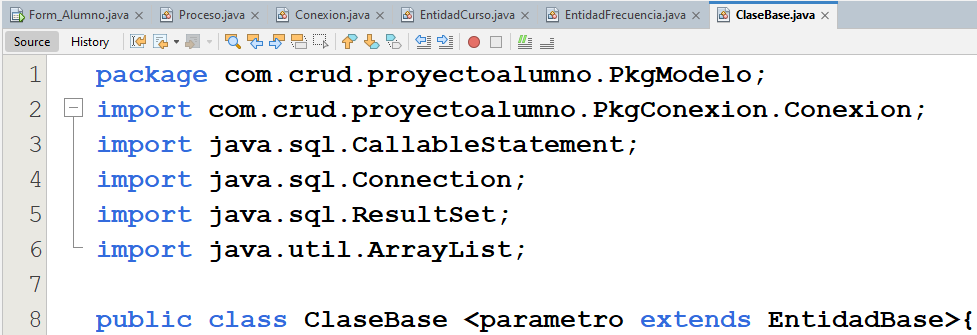 Form_Alumno.java Proceso.java Conexion.java EntidadCurso.java EntidadFrecuencia.java ClaseBase.java
Source History
1 package com.crud.proyectoalumno.PkgModelo;
2 import com.crud.proyectoalumno.PkgConexion.Conexion;
3 import java.sql.CallableStatement;
4 import java.sql.Connection;
5 import java.sql.ResultSet;
6 import java.util.ArrayList;
7
8 public class ClaseBase <parametro extends EntidadBase>{